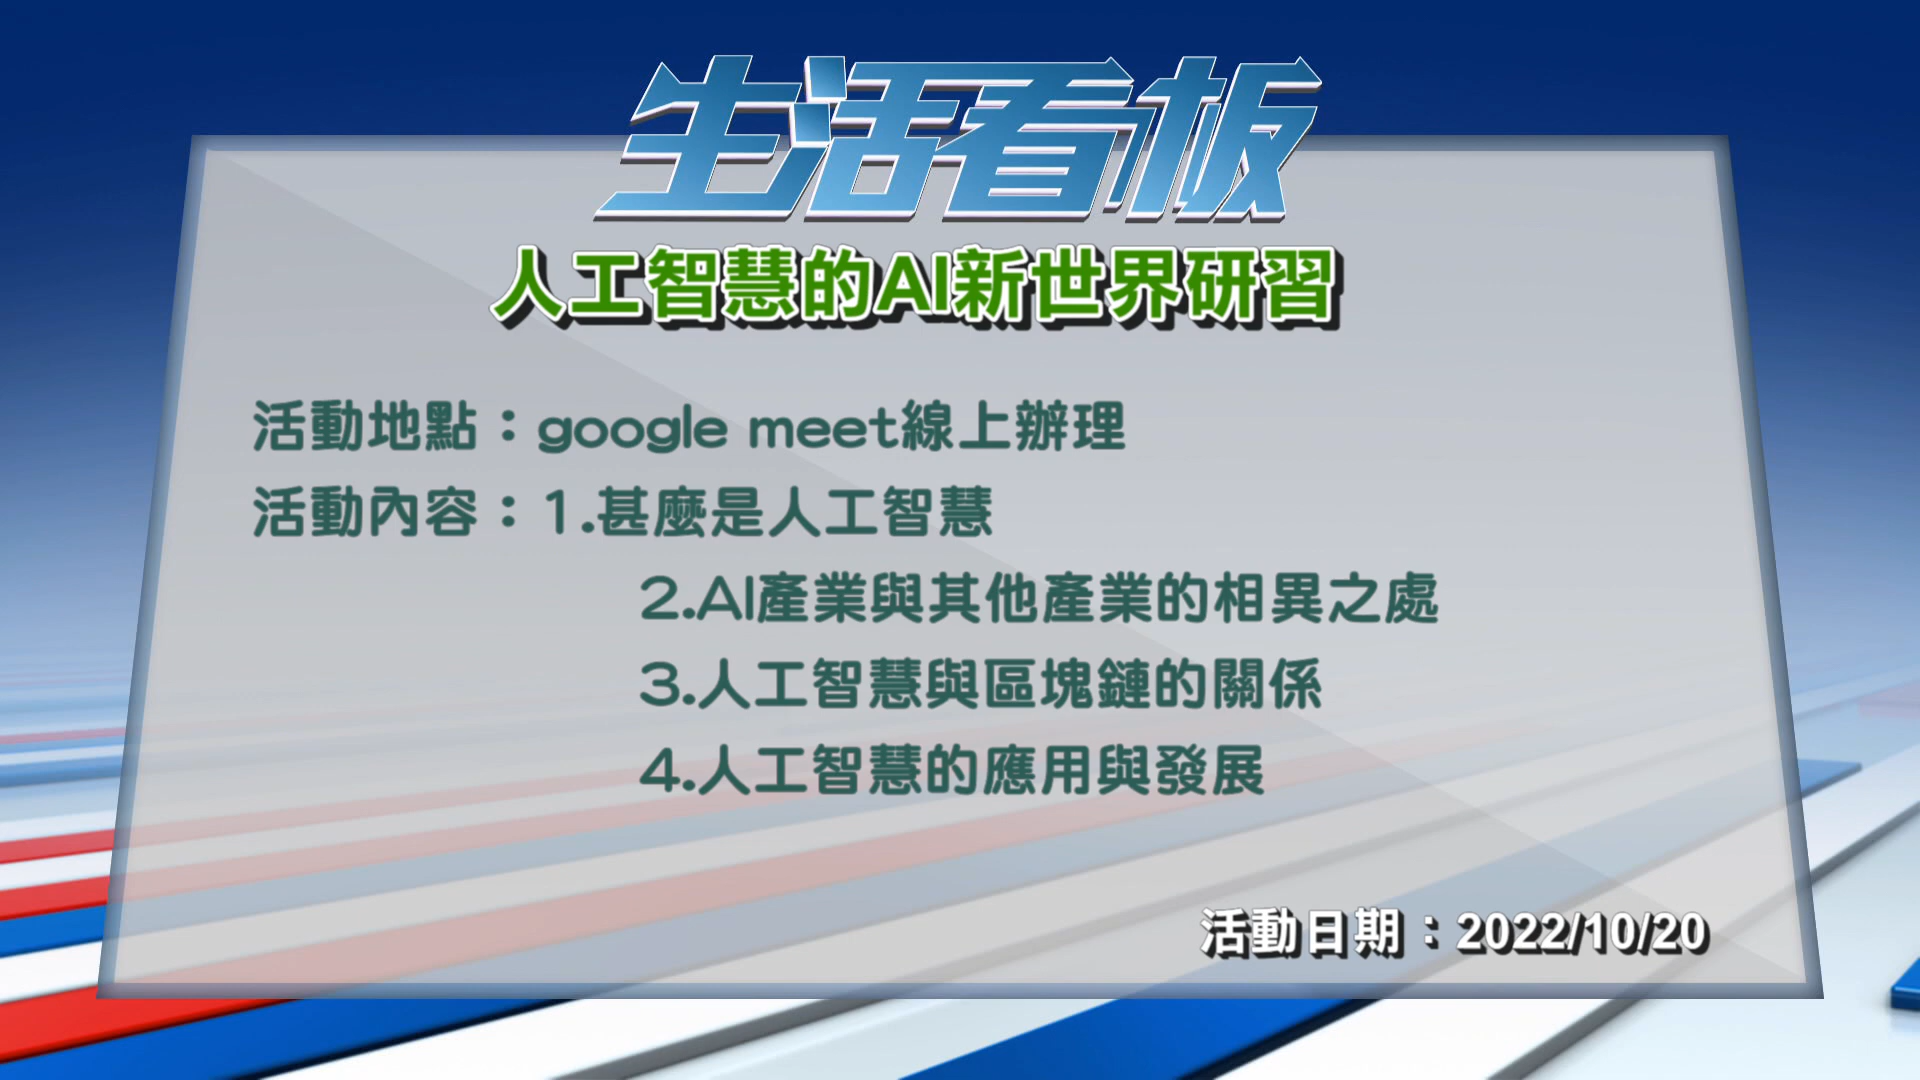 生活看板
人工智慧的AI新世界研習
活動地點：google meet線上辦理
活動內容：1.甚麼是人工智慧
2.AI產業與其他產業的相異之處
3.人工智慧與區塊鏈的關係
4.人工智慧的應用與發展
活動日期：2022/10/20